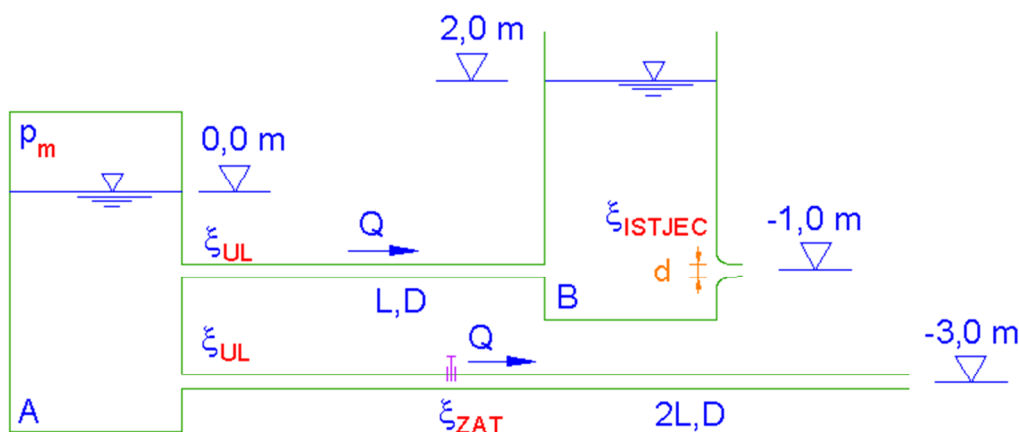 2,0 m
p_m
0,0 m
ξ_UL
Q
ξ_ISTJEC
-1,0 m
d
L,D
B
ξ_UL
Q
-3,0 m
A
ξ_ZAT
2L,D